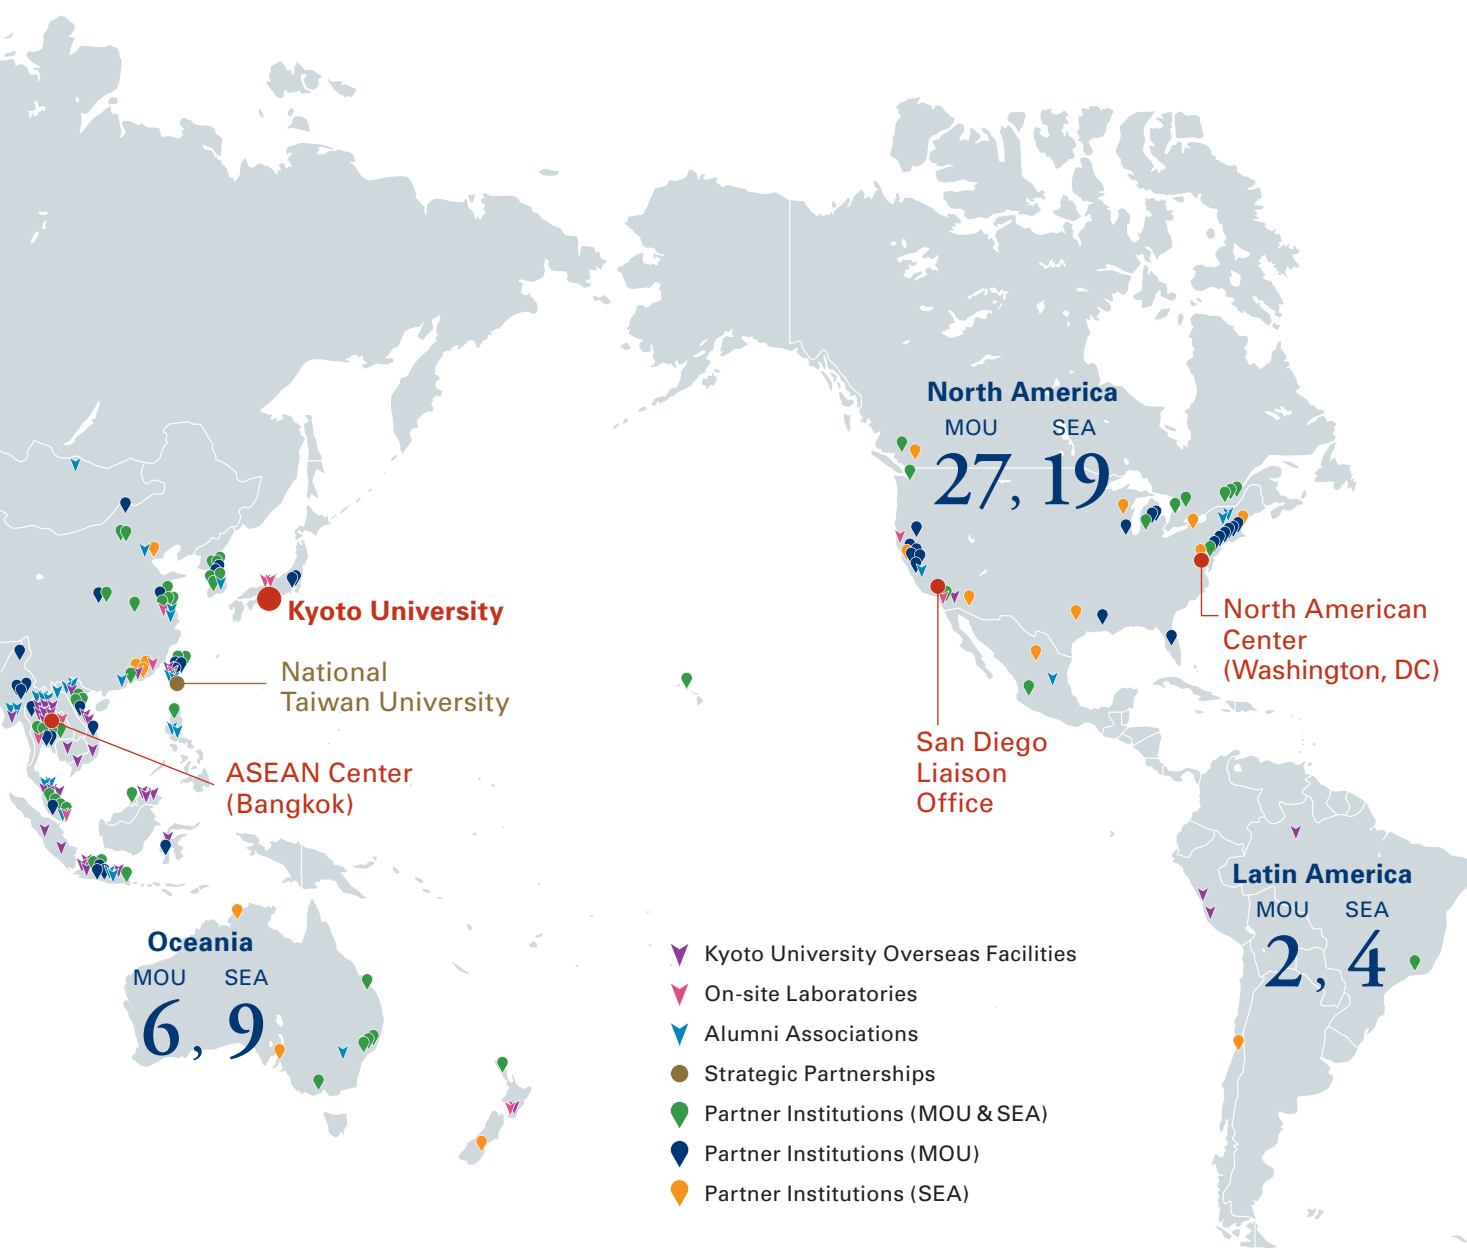 North America
MOU SEA
27, 19
Kyoto University
National
Taiwan University
ASEAN Center
(Bangkok)
North American
Center
(Washington, DC)
San Diego
Liaison
Office
Latin America
MOU SEA
2, 4
Oceania
MOU SEA
6, 9
Kyoto University Overseas Facilities
On-site Laboratories
Alumni Associations
Strategic Partnerships
Partner Institutions (MOU & SEA)
Partner Institutions (MOU)
Partner Institutions (SEA)